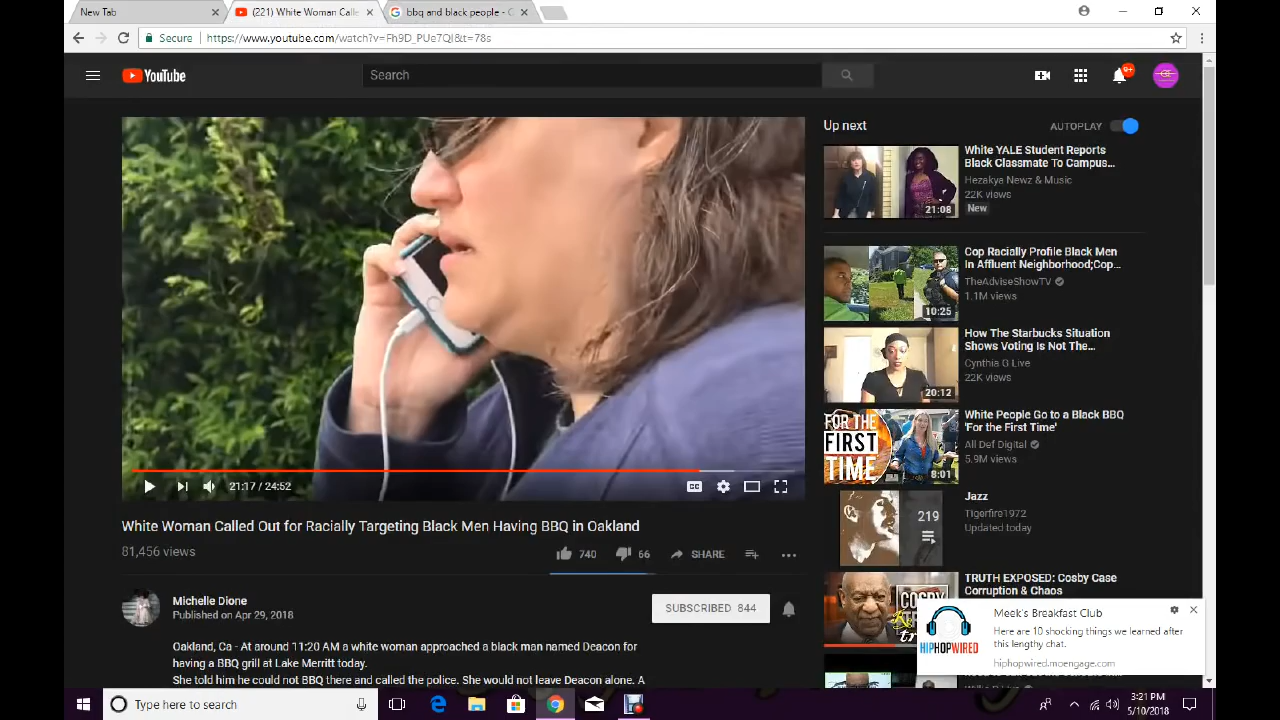 New Tab
(221) White Woman Calle
bbq and black people - G
Secure
https://www.youtube.com/watch?v=Fh9D_PUe7QI&t=78s
YouTube
Search
9+
Up next
AUTOPLAY
White YALE Student Reports
Black Classmate To Campus...
Hezakya Newz & Music
22K views
New
21:08
Cop Racially Profile Black Men
In Affluent Neighborhood;Cop...
TheAdviseShowTV
1.1M views
10:25
How The Starbucks Situation
Shows Voting Is Not The...
Cynthia G Live
22K views
20:12
White People Go to a Black BBQ
'For the First Time'
All Def Digital
5.9M views
FOR THE
FIRST
TIME
8:01
Jazz
Tigerfire1972
Updated today
219
TRUTH EXPOSED: Cosby Case
Corruption & Chaos
21:17 / 24:52
CC
White Woman Called Out for Racially Targeting Black Men Having BBQ in Oakland
81,456 views
740
66
SHARE
Michelle Dione
Published on Apr 29, 2018
SUBSCRIBED 844
Oakland, Ca - At around 11:20 AM a white woman approached a black man named Deacon for
having a BBQ grill at Lake Merritt today.
She told him he could not BBQ there and called the police. She would not leave Deacon alone. A
Meek's Breakfast Club
Here are 10 shocking things we learned after
this lengthy chat.
hiphopwired.moengage.com
HIPHOPWIRED
Type here to search
3:21 PM
5/10/2018